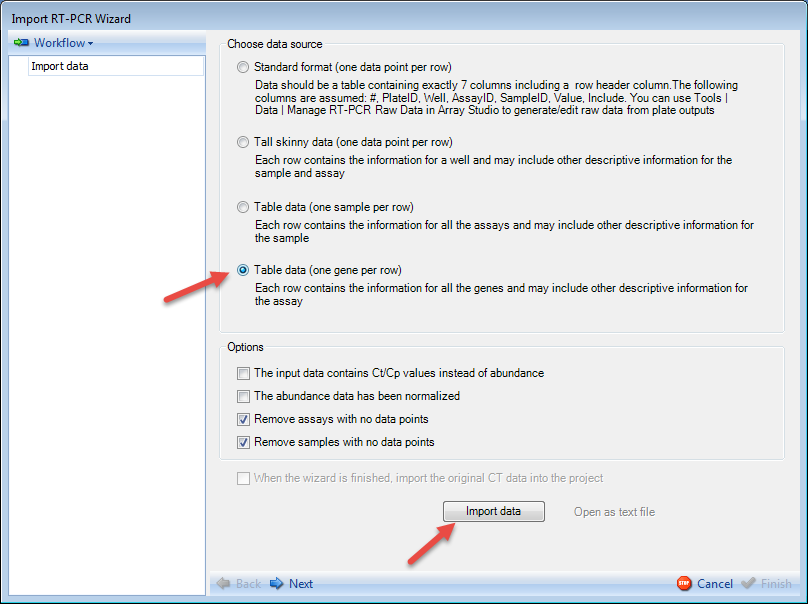 Import RT-PCR Wizard
Workflow
Import data
Choose data source
Standard format (one data point per row)
Data should be a table containing exactly 7 columns including a row header column.The following
columns are assumed: #, PlateID, Well, AssayID, SampleID, Value, Include. You can use Tools |
Data | Manage RT-PCR Raw Data in Array Studio to generate/edit raw data from plate outputs
Tall skinny data (one data point per row)
Each row contains the information for a well and may include other descriptive information for the
sample and assay
Table data (one sample per row)
Each row contains the information for all the assays and may include other descriptive information for
the sample
Table data (one gene per row)
Each row contains the information for all the genes and may include other descriptive information for
the assay
Options
The input data contains Ct/Cp values instead of abundance
The abundance data has been normalized
Remove assays with no data points
Remove samples with no data points
When the wizard is finished, import the original CT data into the project
Import data
Open as text file
Back
Next
STOP
Cancel
Finish